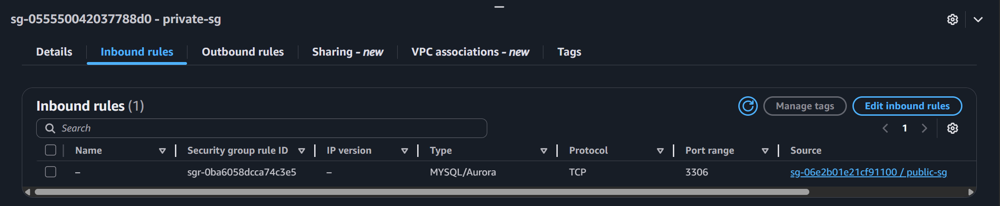 sg-055550042037788d0 - private-sg
Details Inbound rules Outbound rules Sharing - new VPC associations - new Tags
Inbound rules (1)
Manage tags Edit inbound rules
Search
1
Name Security group rule ID IP version Type Protocol Port range Source
– sgr-0ba6058dcca74c3e5 – MYSQL/Aurora TCP 3306 sg-06e2b01e21cf91100 / public-sg